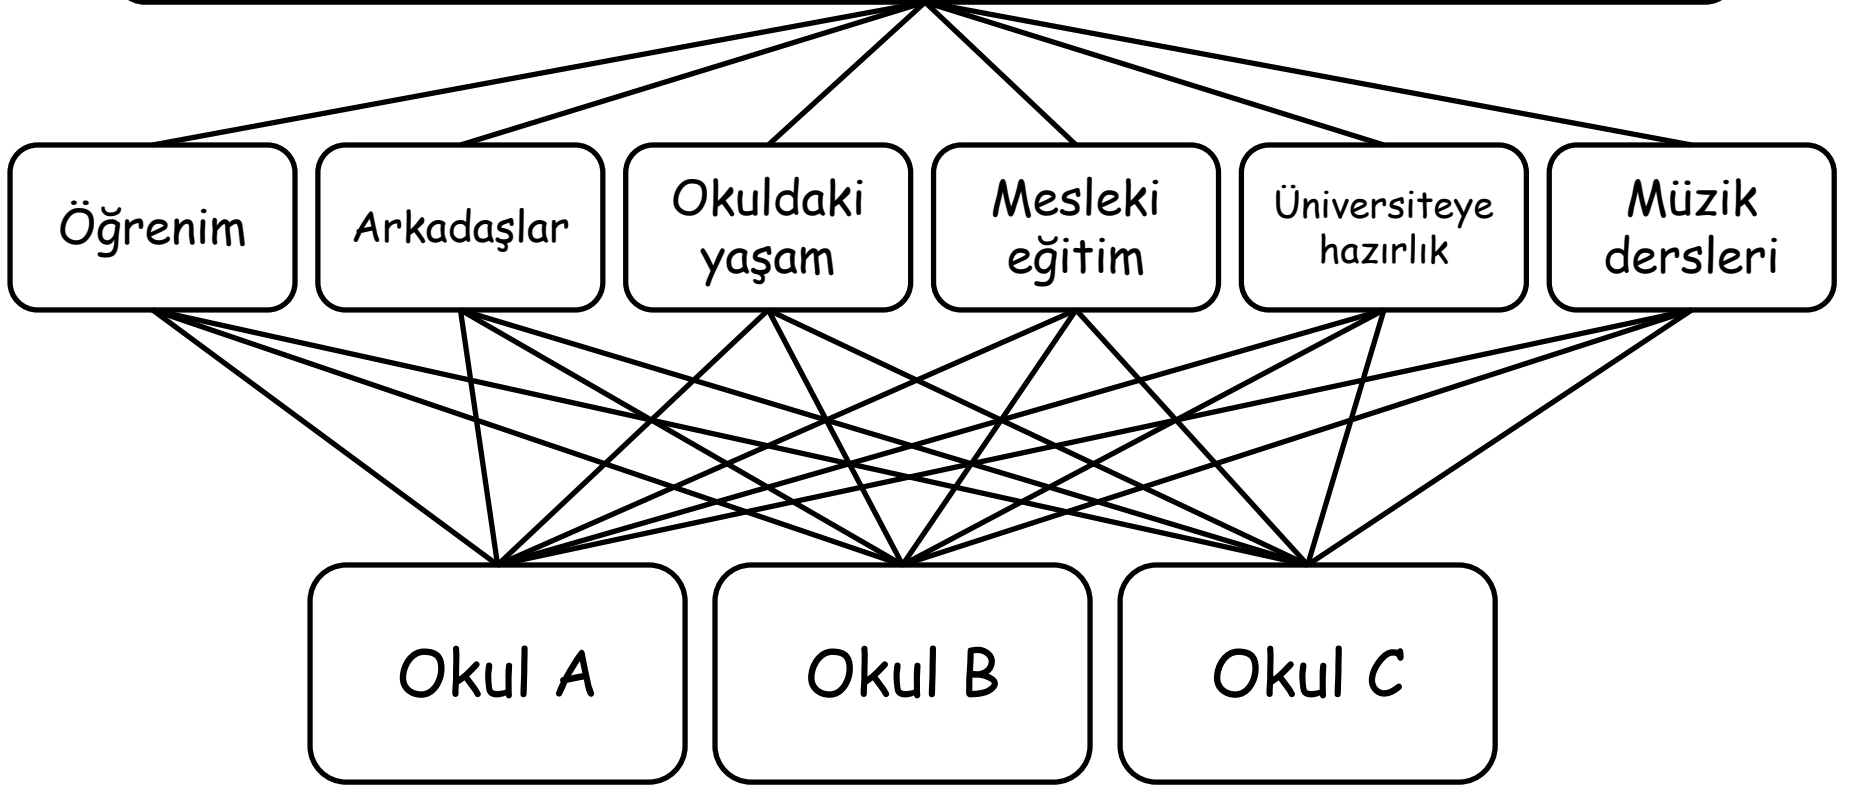 Öğrenim
Arkadaşlar
Okuldaki
yaşam
Mesleki
eğitim
Üniversiteye
hazırlık
Müzik
dersleri
Okul A
Okul B
Okul C